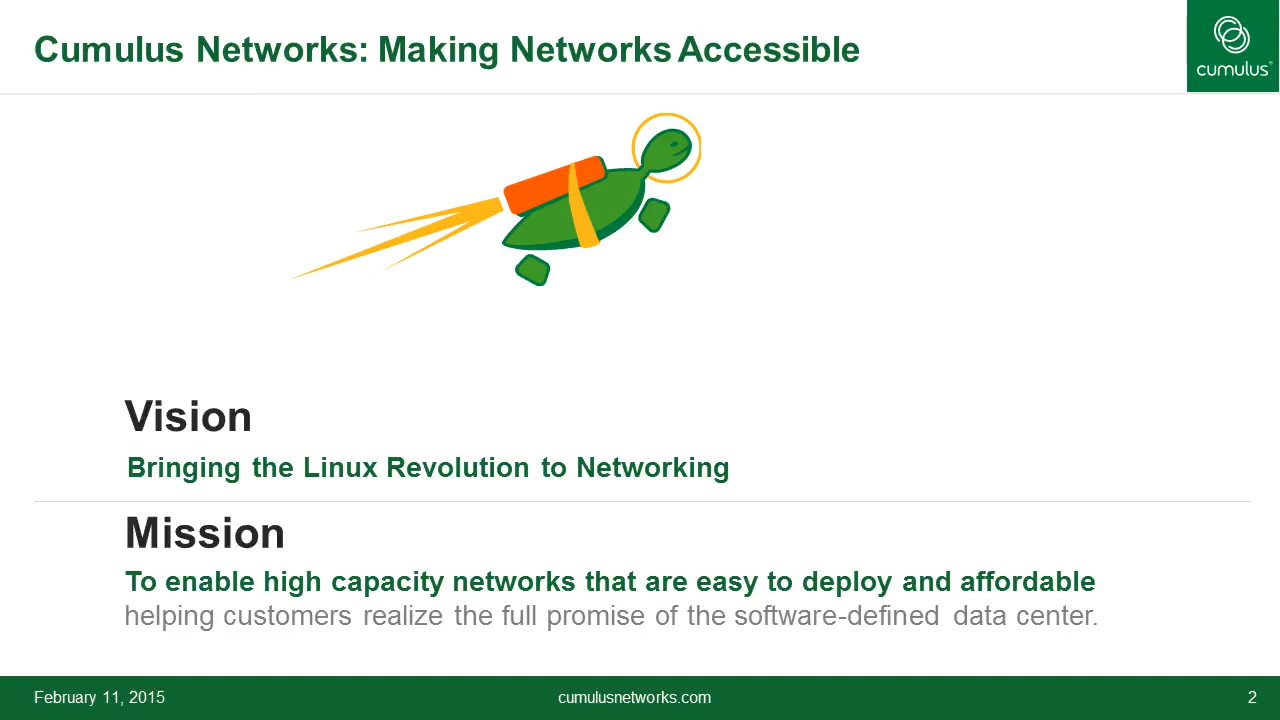 Cumulus Networks: Making Networks Accessible
cumulus®
Vision
Bringing the Linux Revolution to Networking
Mission
To enable high capacity networks that are easy to deploy and affordable
helping customers realize the full promise of the software-defined data center.
February 11, 2015
cumulusnetworks.com
2